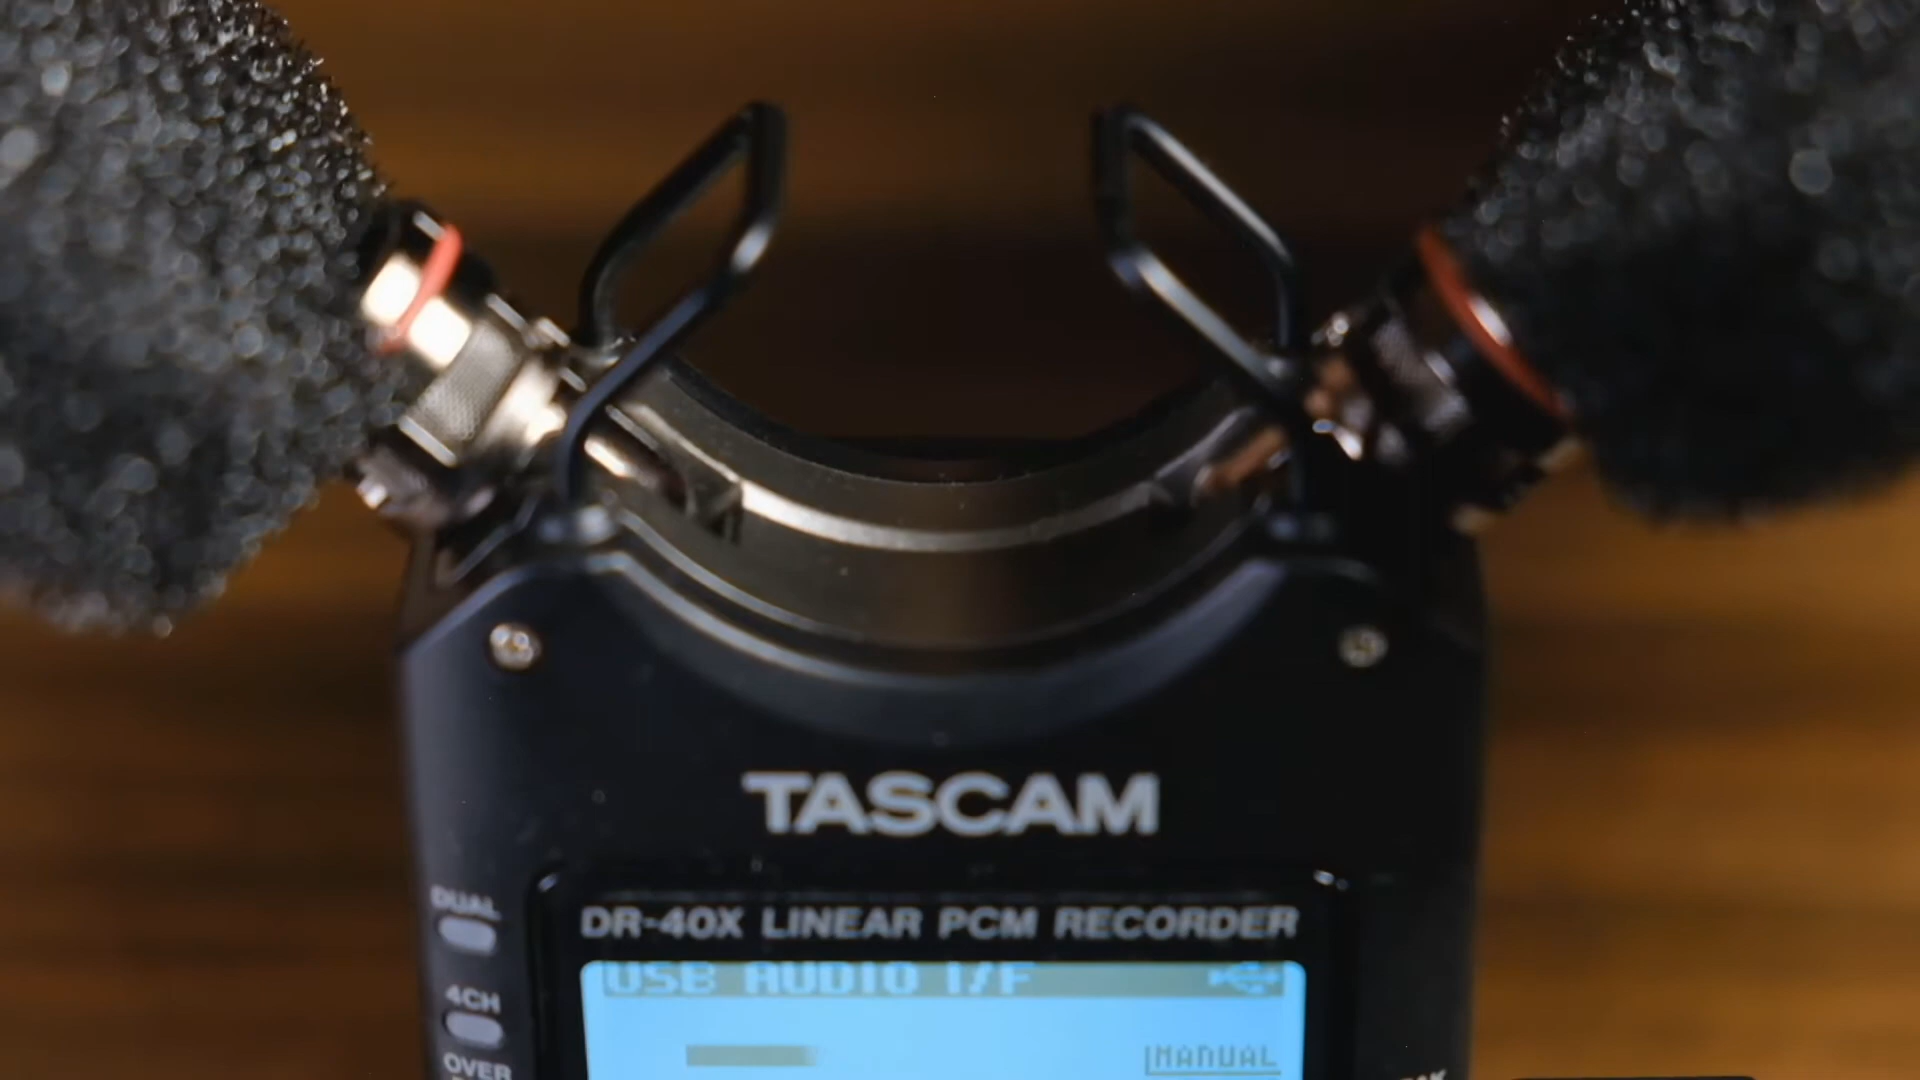 TASCAM
DUAL
DR-40X LINEAR PCM RECORDER
USB AUDIO I/F
4CH
MANUAL
OVER